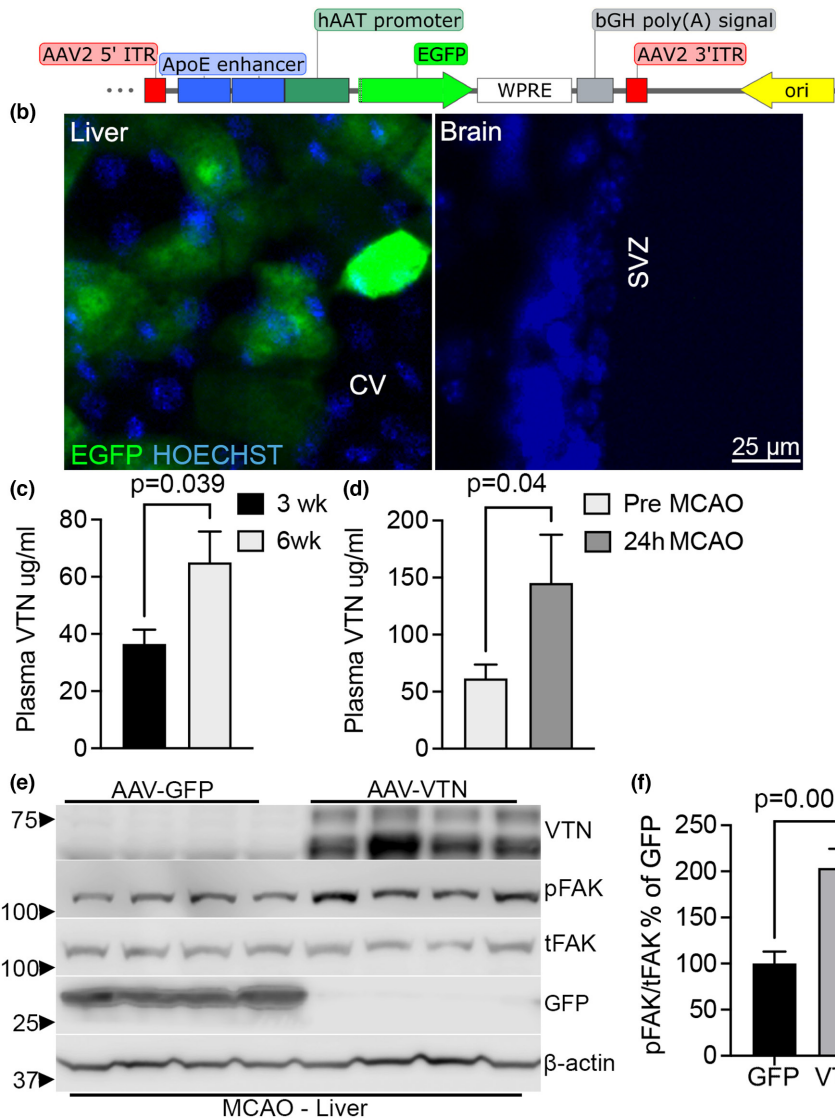 hAAT promoter
bGH poly(A) signal
AAV2 5' ITR
ApoE enhancer
EGFP
AAV2 3'ITR
WPRE
ori
(b)
Liver
Brain
SVZ
CV
EGFP HOECHST
25 µm
(c)
p=0.039
3 wk
6wk
Plasma VTN ug/ml
80
60
40
20
0
(d)
p=0.04
Pre MCAO
24h MCAO
Plasma VTN ug/ml
200
150
100
50
0
(e)
AAV-GFP
AAV-VTN
75
VTN
pFAK
100
tFAK
100
GFP
25
β-actin
37
MCAO - Liver
(f)
p=0.00
pFAK/tFAK % of GFP
250
200
150
100
50
0
GFP